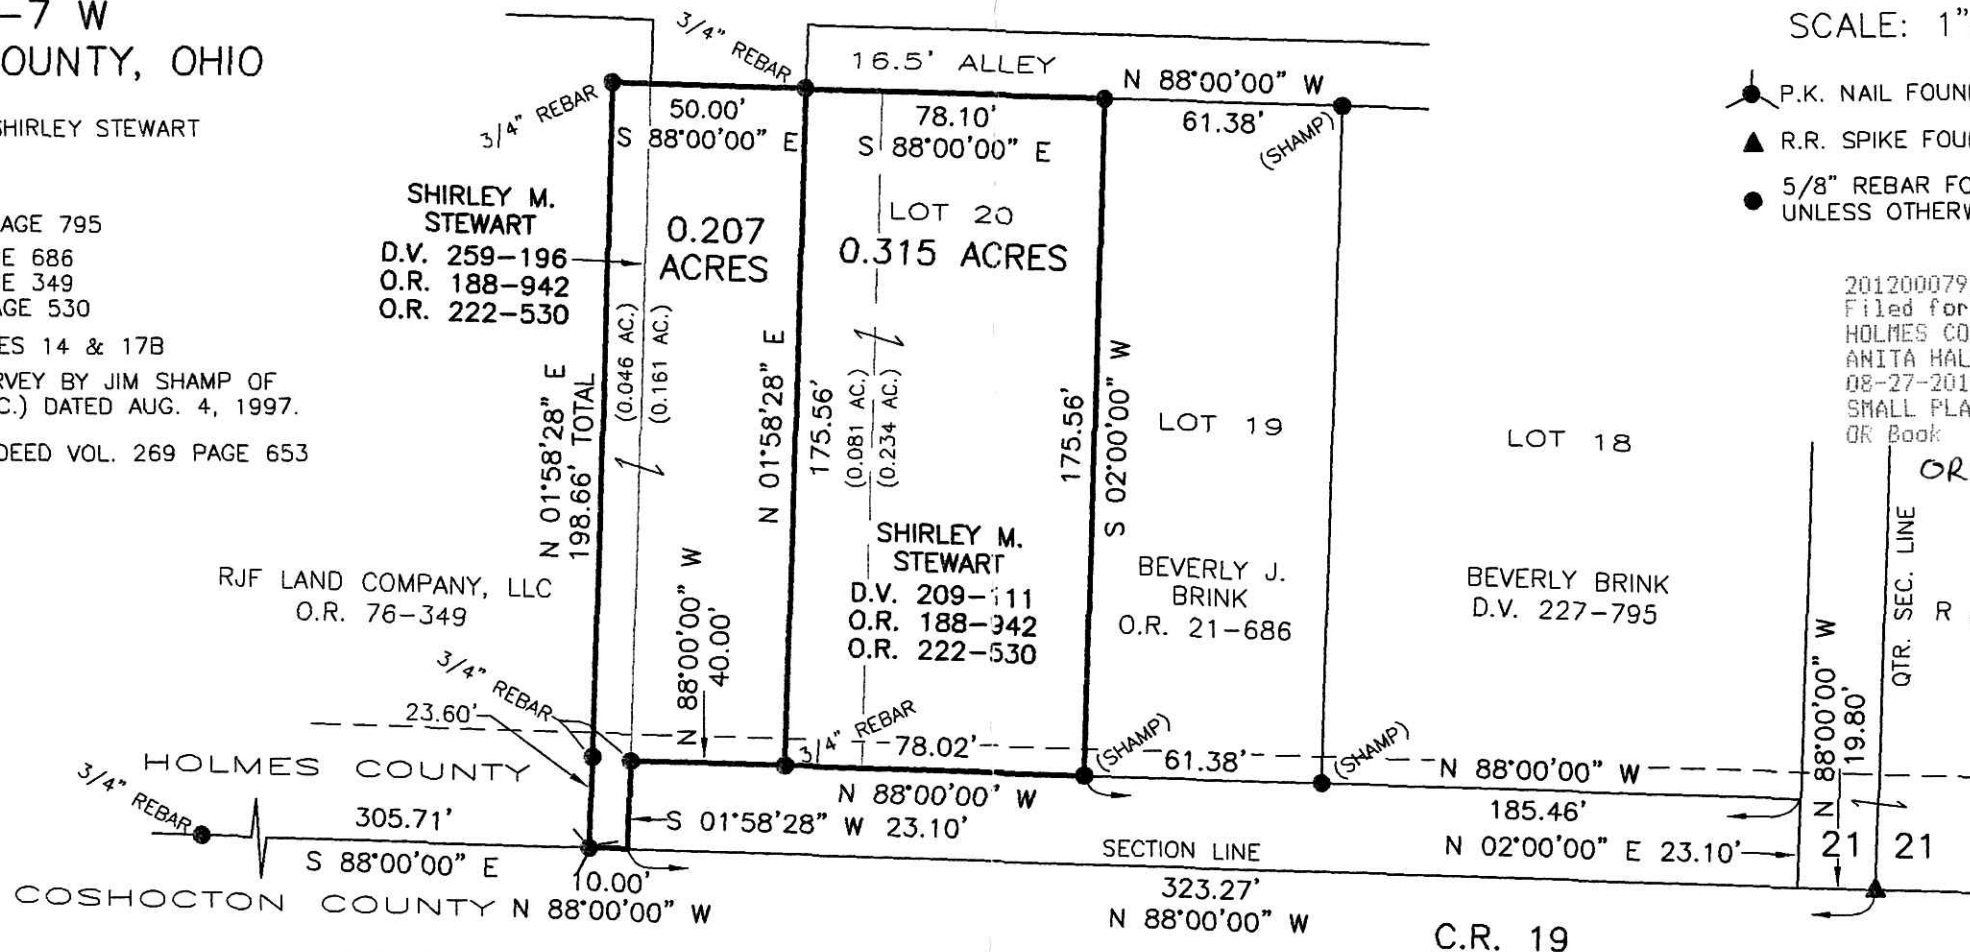 -7 W
OUNTY, OHIO
SHIRLEY STEWART
AGE 795
E 686
E 349
AGE 530
ES 14 & 17B
RVEY BY JIM SHAMP OF
C.) DATED AUG. 4, 1997.
DEED VOL. 269 PAGE 653
3/4" REBAR
3/4" REBAR
16.5' ALLEY
N 88°00'00" W
50.00'
S 88°00'00" E
78.10'
S 88°00'00" E
61.38'
(SHAMP)
SCALE: 1"
P.K. NAIL FOUN
R.R. SPIKE FOU
5/8" REBAR FO
UNLESS OTHERW
201200079
Filed for
HOLMES CO
ANITA HAL
08-27-201
SMALL PLA
OR Book
OR
SHIRLEY M.
STEWART
D.V. 259-196
O.R. 188-942
O.R. 222-530
0.207
ACRES
LOT 20
0.315 ACRES
(0.046 AC.)
(0.161 AC.)
N 01°58'28" E
198.66' TOTAL
N 01°58'28" E
175.56'
(0.081 AC.)
(0.234 AC.)
175.56'
S 02°00'00" W
LOT 19
LOT 18
SHIRLEY M.
STEWART
D.V. 209-111
O.R. 188-942
O.R. 222-530
BEVERLY J.
BRINK
O.R. 21-686
BEVERLY BRINK
D.V. 227-795
QTR. SEC. LINE
R
RJF LAND COMPANY, LLC
O.R. 76-349
N 88°00'00" W
40.00'
N 88°00'00" W
19.80'
3/4" REBAR
23.60'
3/4" REBAR
78.02'
(SHAMP)
61.38'
(SHAMP)
N 88°00'00" W
HOLMES COUNTY
3/4" REBAR
305.71'
S 88°00'00" E
N 88°00'00" W
S 01°58'28" W 23.10'
185.46'
SECTION LINE
N 02°00'00" E 23.10'
21
21
10.00'
323.27'
COSHOCTON COUNTY
N 88°00'00" W
N 88°00'00" W
C.R. 19